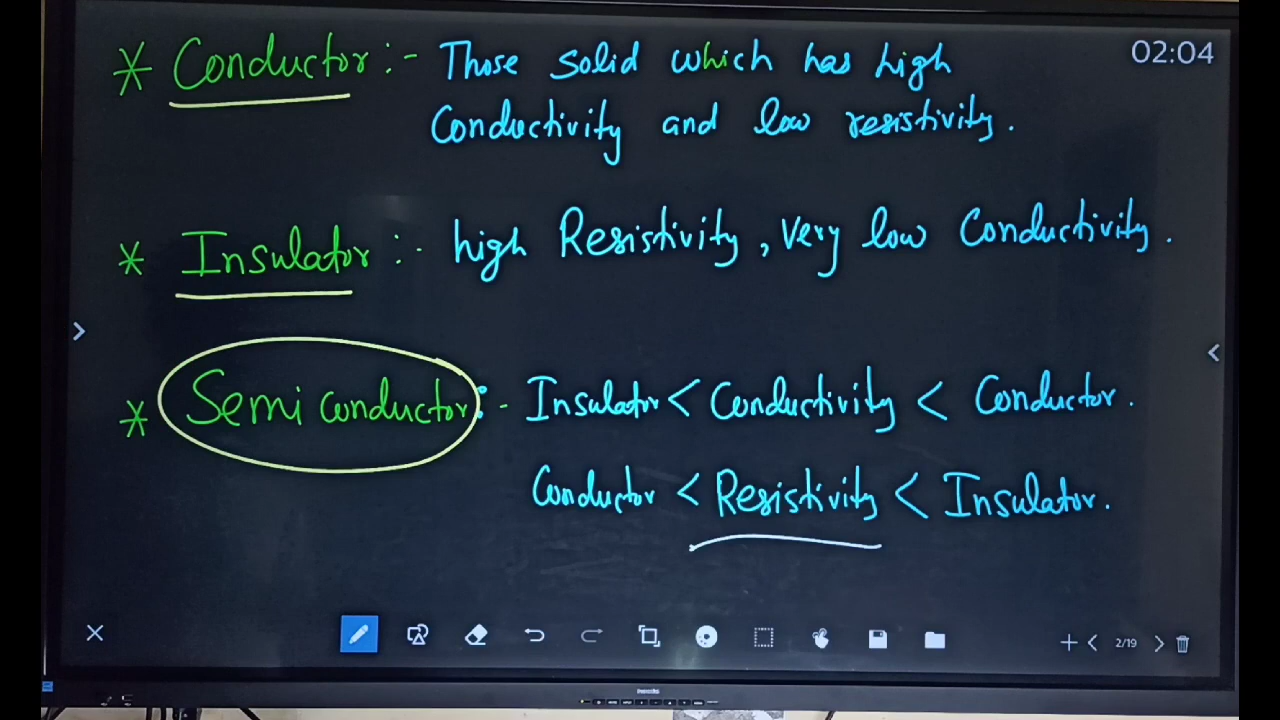 02:04
* Conductor :- Those solid which has high
Conductivity and low resistivity.
* Insulator :- high Resistivity, very low Conductivity.
* Semi conductor :- Insulator < Conductivity < Conductor.
Conductor < Resistivity < Insulator.
2/19